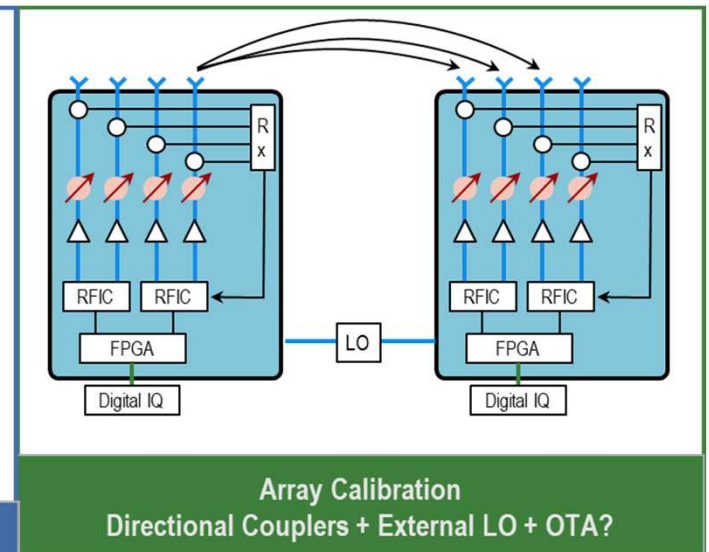 R
x
R
x
RFIC
RFIC
RFIC
RFIC
FPGA
LO
FPGA
Digital IQ
Digital IQ
Array Calibration
Directional Couplers + External LO + OTA?